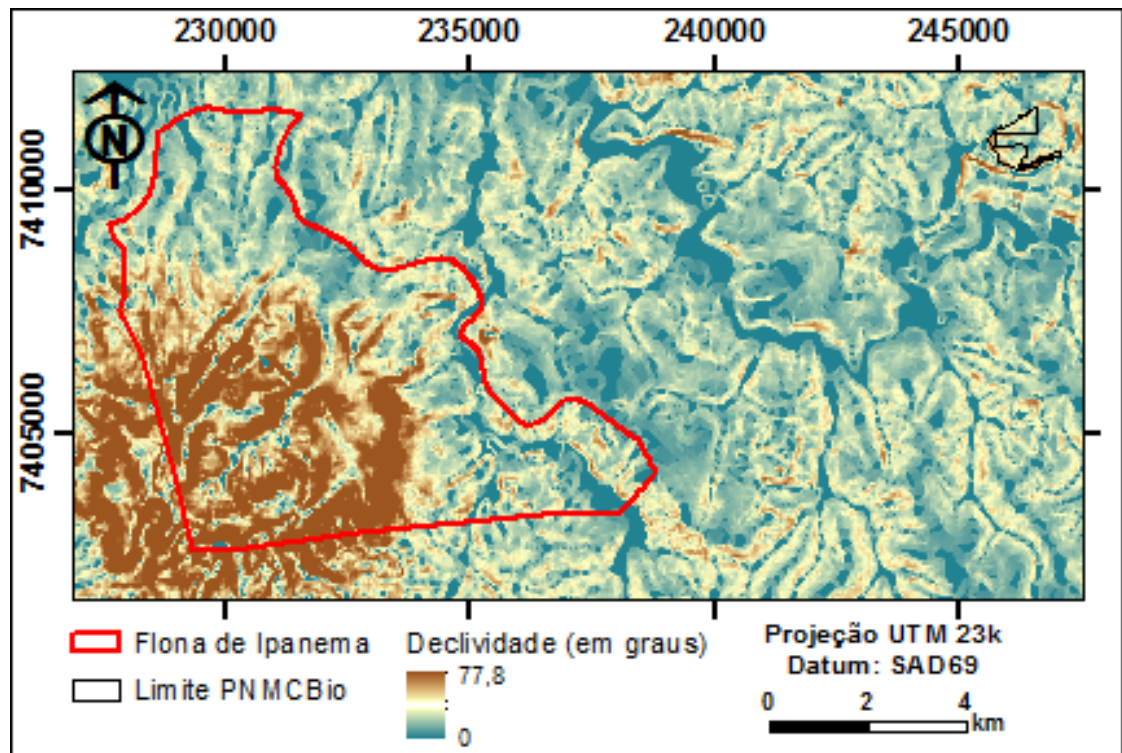 230000 235000 240000 245000
N
7410000
7405000
Flona de Ipanema
Limite PNMCBio
Declividade (em graus)
77,8
0
Projeção UTM 23k
Datum: SAD69
0 2 4
km